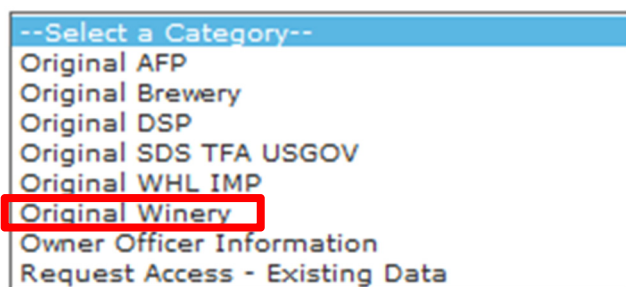 --Select a Category--
Original AFP
Original Brewery
Original DSP
Original SDS TFA USGOV
Original WHL IMP
Original Winery
Owner Officer Information
Request Access - Existing Data